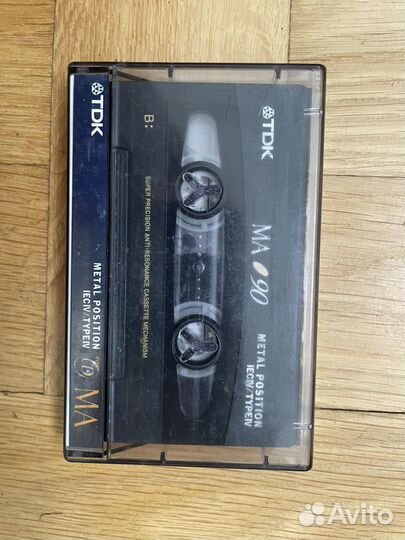 TDK
METAL POSITION
IECIV/TYPEIV
MA
TDK
B:
MA 90
METAL POSITION
IECIV/TYPEIV
SUPER PRECISION ANTI-RESONANCE CASSETTE MECHANISM
Avito